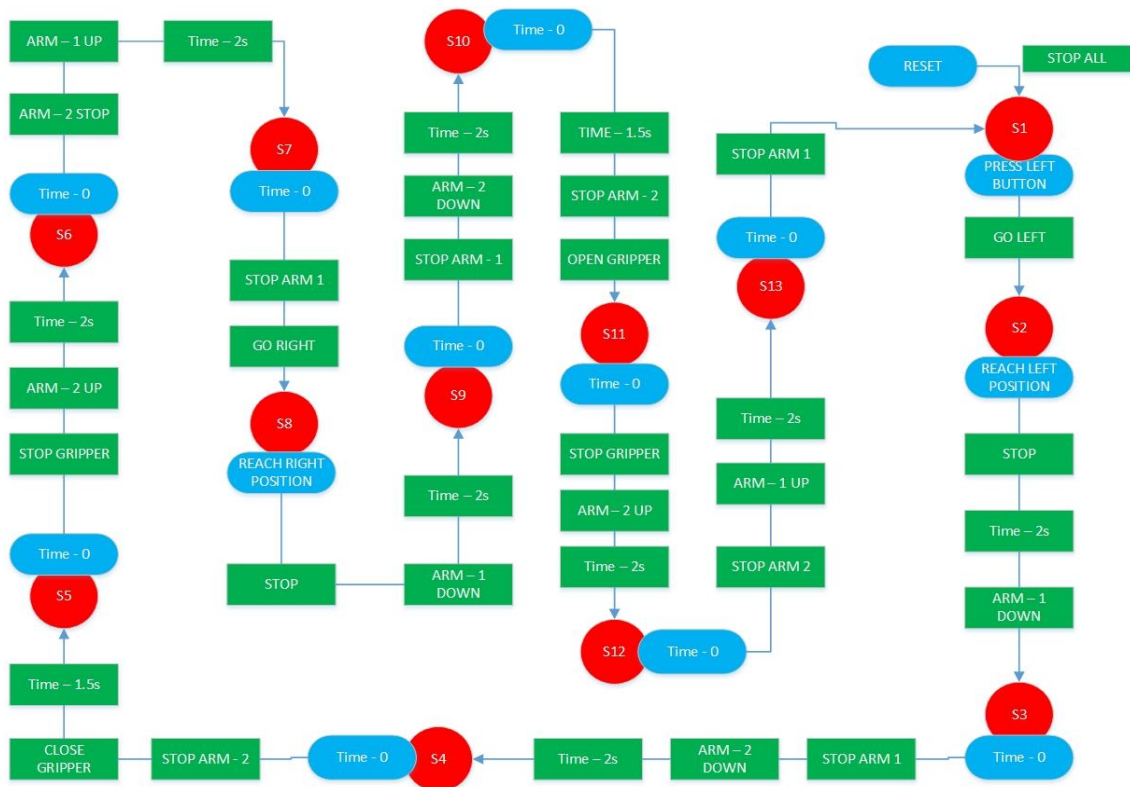 RESET
STOP ALL
S1
PRESS LEFT
BUTTON
GO LEFT
S2
REACH LEFT
POSITION
STOP
Time – 2s
ARM – 1
DOWN
S3
Time - 0
STOP ARM 1
ARM – 2
DOWN
Time – 2s
S4
Time - 0
STOP ARM - 2
CLOSE
GRIPPER
Time – 1.5s
S5
Time - 0
STOP GRIPPER
ARM – 2 UP
Time – 2s
S6
Time - 0
ARM – 2 STOP
ARM – 1 UP
Time – 2s
S7
Time - 0
STOP ARM 1
GO RIGHT
S8
REACH RIGHT
POSITION
STOP
ARM – 1
DOWN
Time – 2s
S9
Time - 0
STOP ARM - 1
ARM – 2
DOWN
Time – 2s
S10
Time - 0
TIME – 1.5s
STOP ARM - 2
OPEN GRIPPER
S11
Time - 0
STOP GRIPPER
ARM – 2 UP
Time – 2s
S12
Time - 0
STOP ARM 2
ARM – 1 UP
Time – 2s
S13
Time - 0
STOP ARM 1